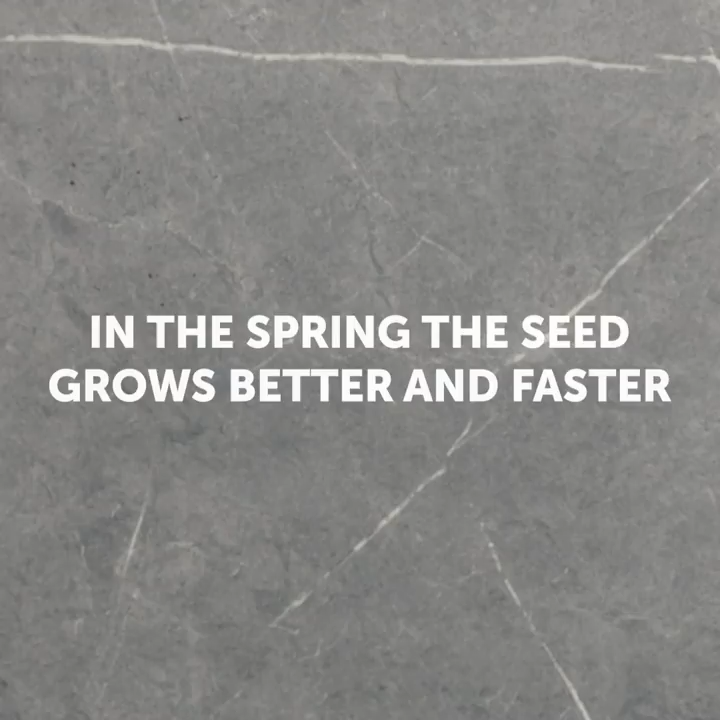 IN THE SPRING THE SEED
GROWS BETTER AND FASTER